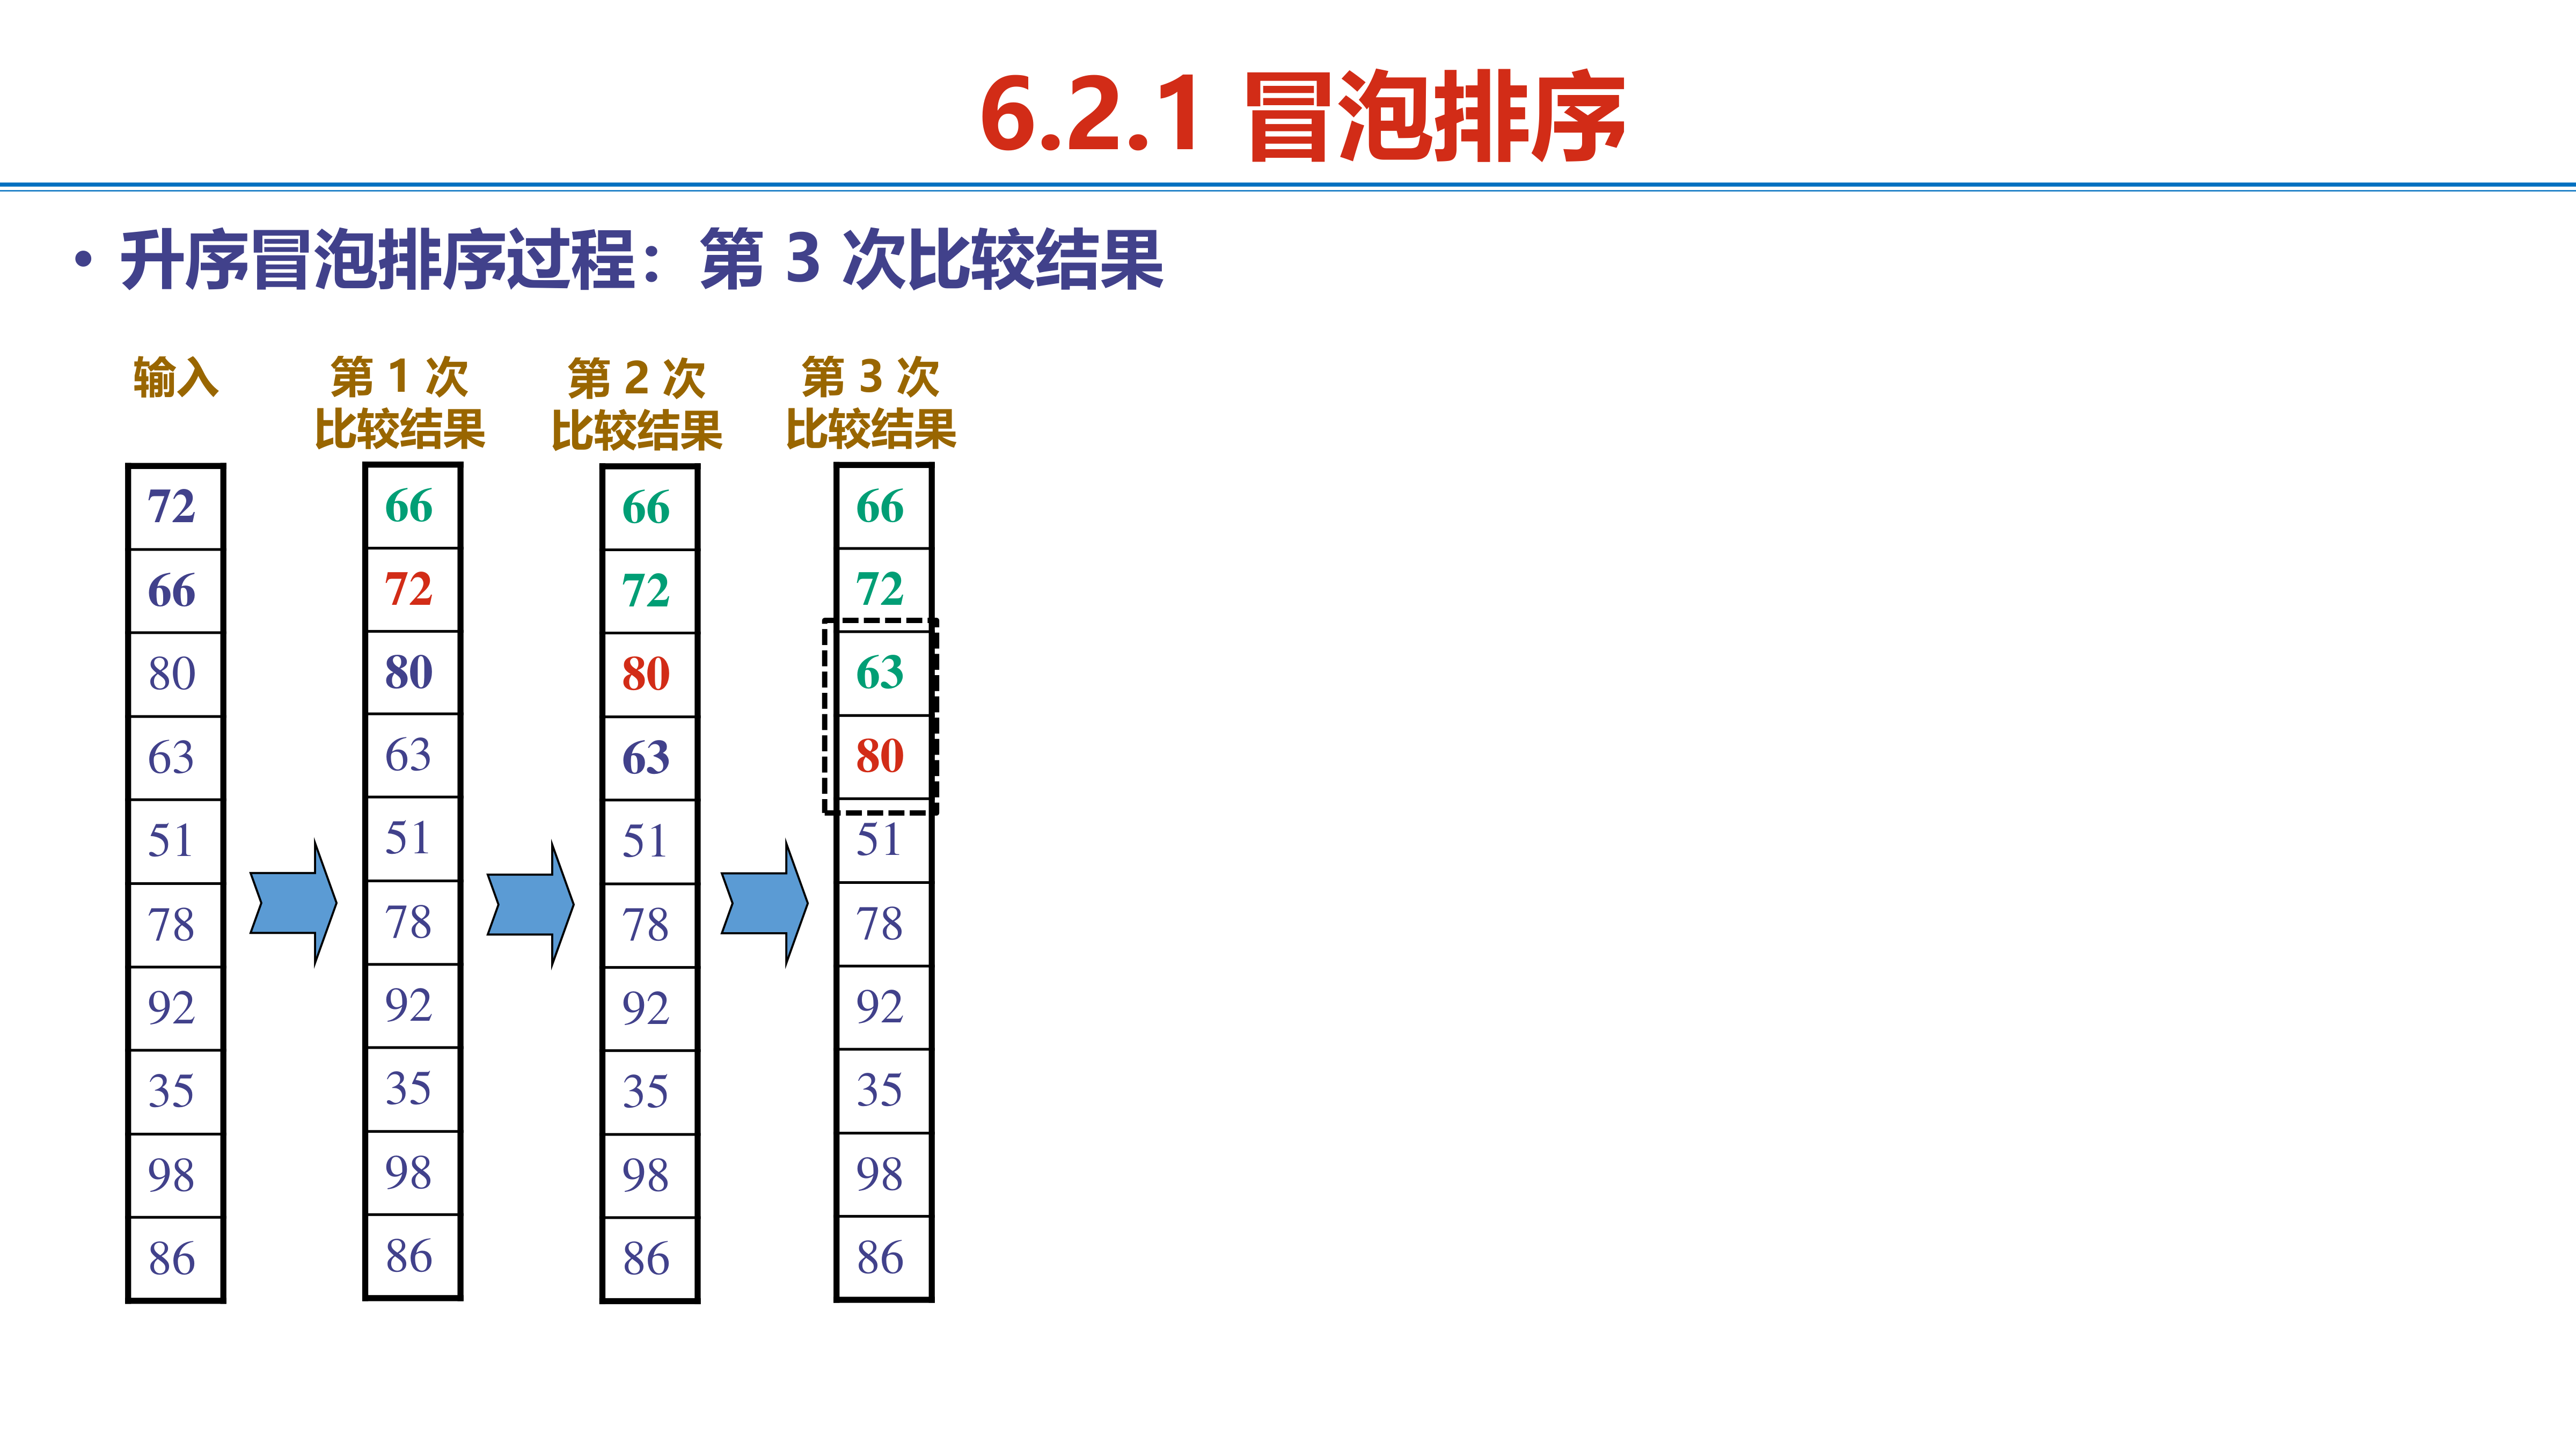 6.2.1 冒泡排序
• 升序冒泡排序过程：第 3 次比较结果
输入
第 1 次
比较结果
第 2 次
比较结果
第 3 次
比较结果
72 66 66 66
66 72 72 72
80 80 80 63
63 63 63 80
51 51 51 51
78 78 78 78
92 92 92 92
35 35 35 35
98 98 98 98
86 86 86 86